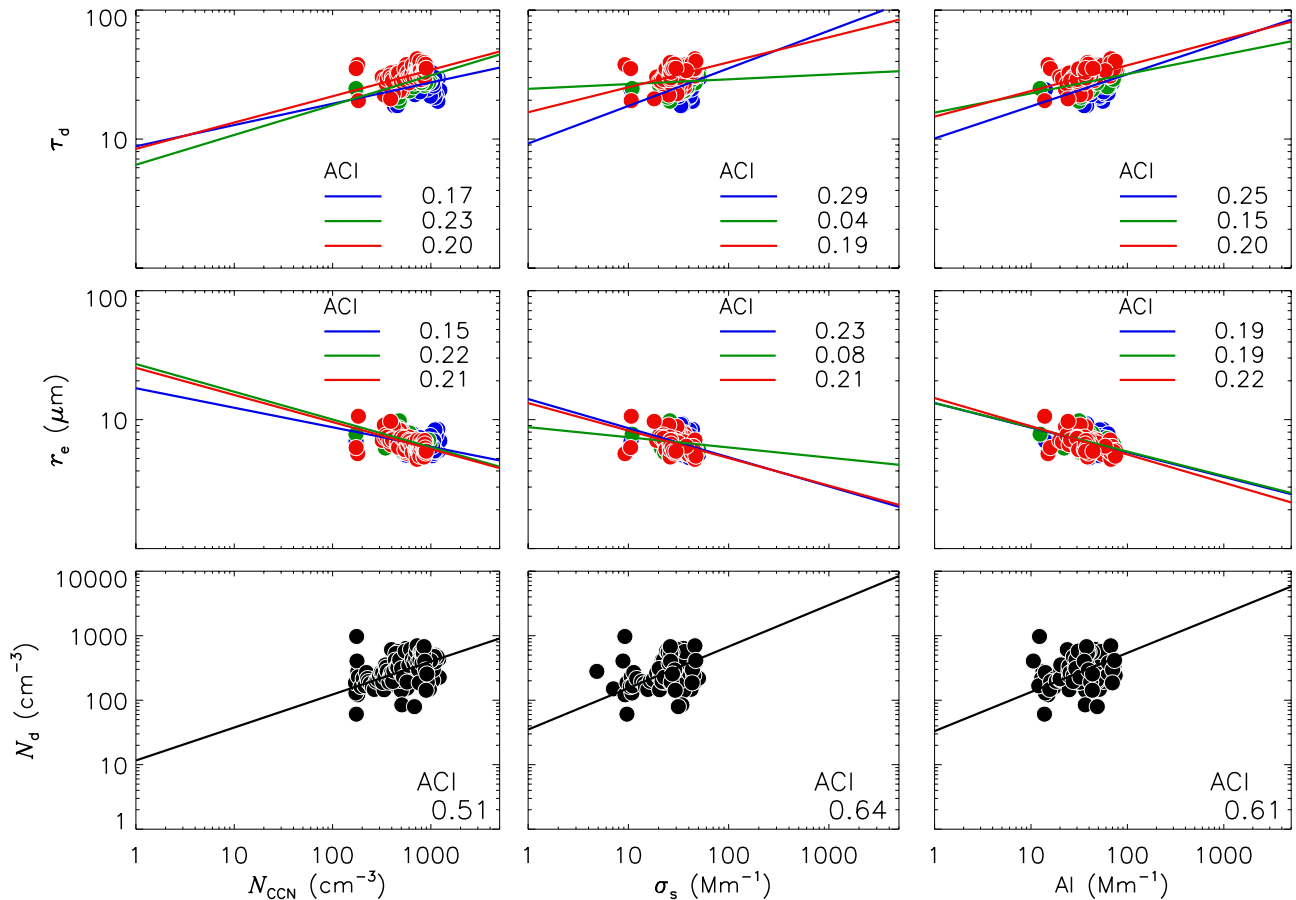 100
10
τd
ACI
0.17
0.23
0.20
ACI
0.29
0.04
0.19
ACI
0.25
0.15
0.20
100
10
re (μm)
ACI
0.15
0.22
0.21
ACI
0.23
0.08
0.21
ACI
0.19
0.19
0.22
10000
1000
100
10
1
Nd (cm⁻³)
ACI
0.51
ACI
0.64
ACI
0.61
1 10 100 1000
1 10 100 1000
1 10 100 1000
NCCN (cm⁻³)
σs (Mm⁻¹)
AI (Mm⁻¹)